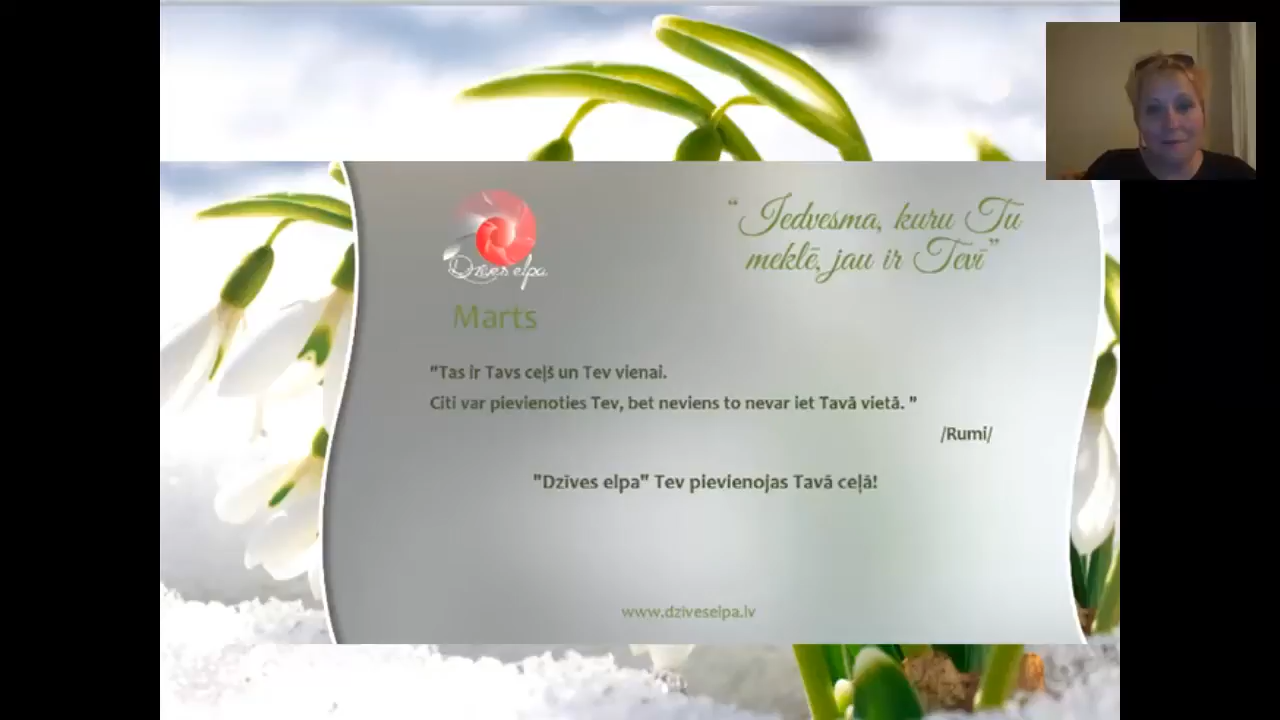 Dzīves elpa
“Iedvesma, kuru Tu
meklē, jau ir Tevī”
Marts
"Tas ir Tavs ceļš un Tev vienai.
Citi var pievienoties Tev, bet neviens to nevar iet Tavā vietā. "
/Rumi/
"Dzīves elpa" Tev pievienojas Tavā ceļā!
www.dziveselpa.lv